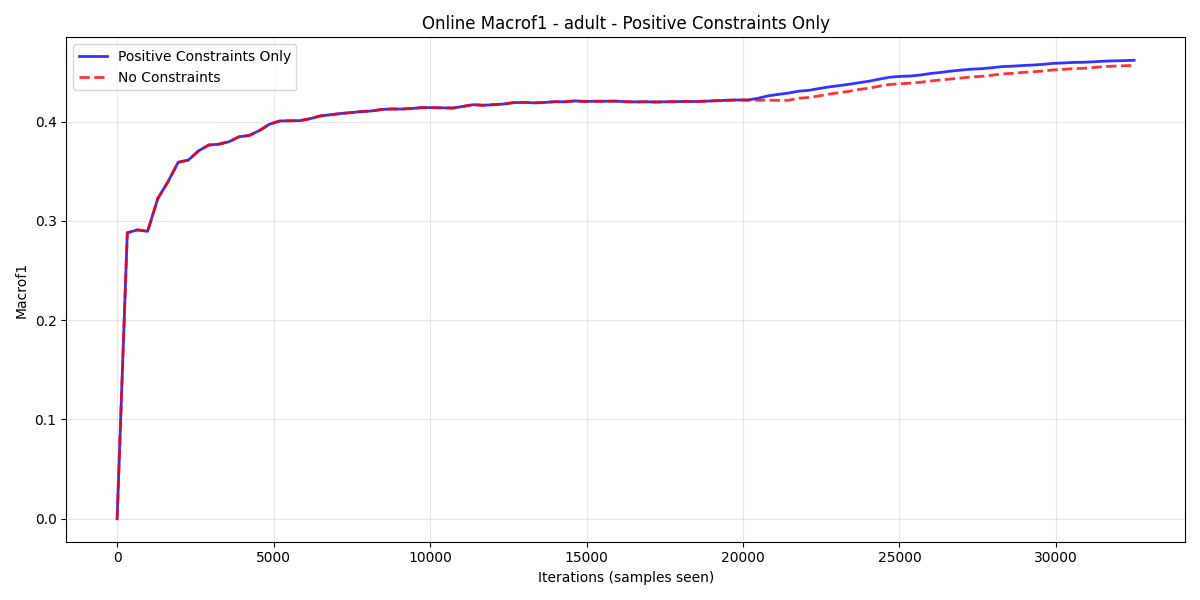 Online Macrof1 - adult - Positive Constraints Only
Positive Constraints Only
No Constraints
Macrof1
0.4
0.3
0.2
0.1
0.0
0
5000
10000
15000
20000
25000
30000
Iterations (samples seen)